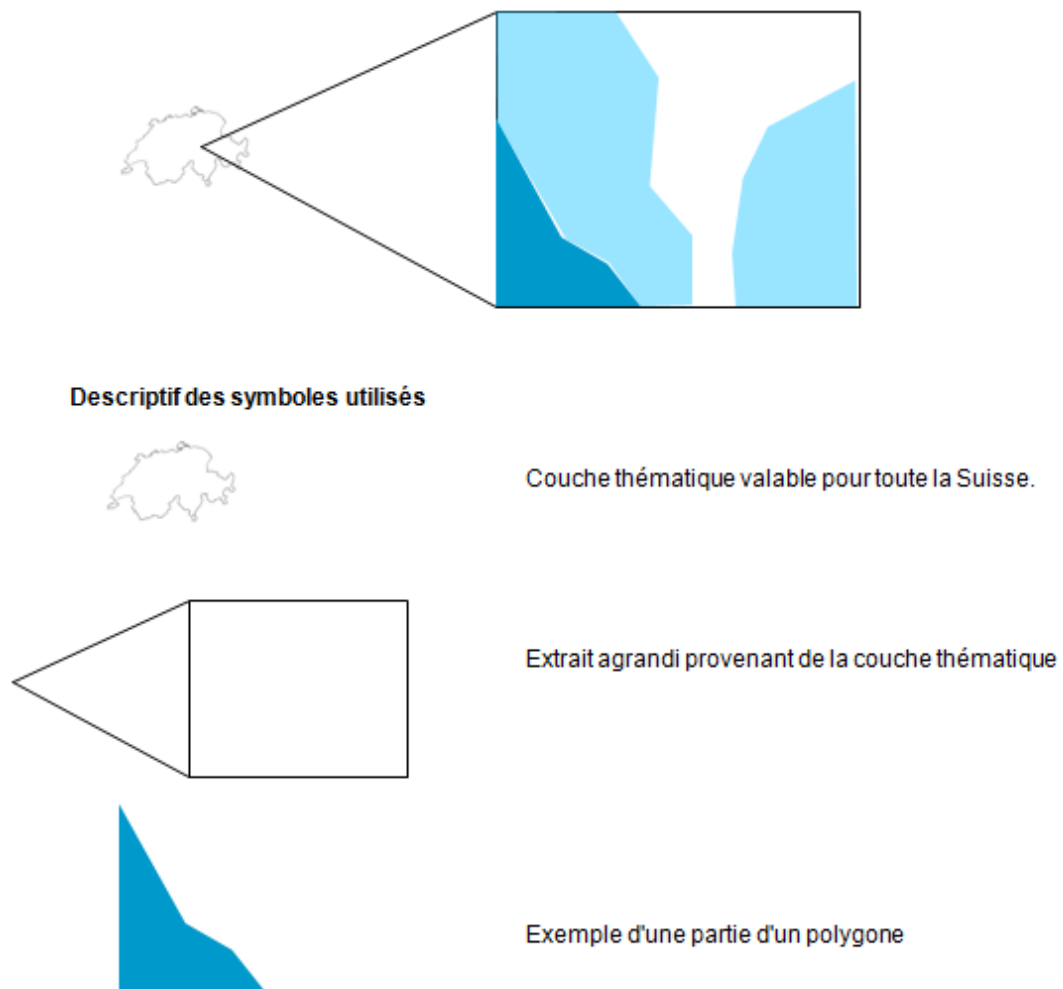 Descriptif des symboles utilisés
Couche thématique valable pour toute la Suisse.
Extrait agrandi provenant de la couche thématique
Exemple d'une partie d'un polygone